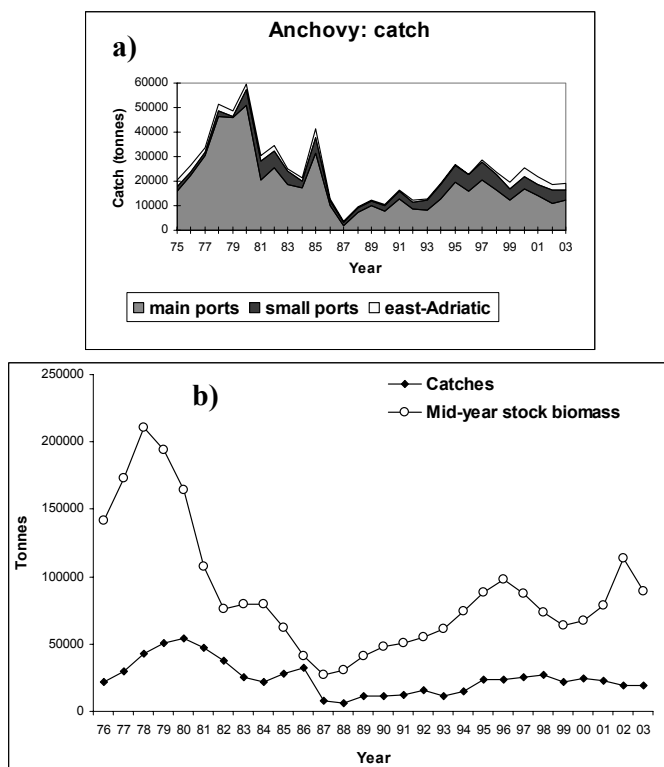 Anchovy: catch
a)
60000
50000
40000
30000
20000
10000
0
Catch (tonnes)
75 77 79 81 83 85 87 89 91 93 95 97 99 01 03
Year
main ports small ports east-Adriatic
b)
Catches
Mid-year stock biomass
250000
200000
150000
100000
50000
0
Tonnes
76 77 78 79 80 81 82 83 84 85 86 87 88 89 90 91 92 93 94 95 96 97 98 99 00 01 02 03
Year